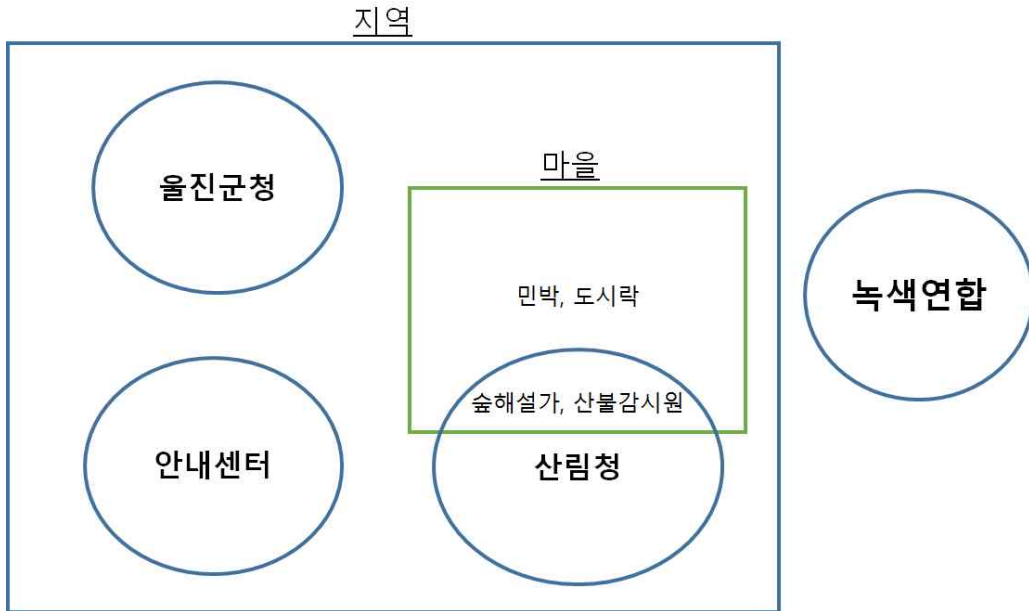 지역
울진군청
마을
민박, 도시락
녹색연합
숲해설가, 산불감시원
안내센터
산림청